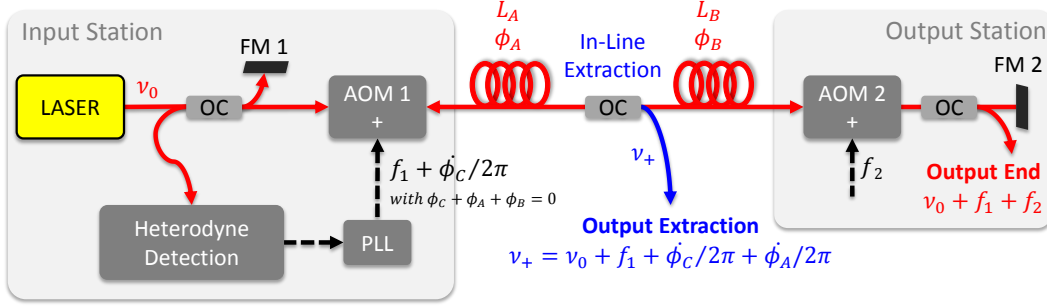 Input Station
FM 1
ν₀
LASER
OC
AOM 1
+
f₁ + ϕ̇_C/2π
with ϕ_C + ϕ_A + ϕ_B = 0
Heterodyne
Detection
PLL
L_A
ϕ_A
In-Line
Extraction
OC
ν₊
Output Extraction
ν₊ = ν₀ + f₁ + ϕ̇_C/2π + ϕ̇_A/2π
L_B
ϕ_B
Output Station
FM 2
AOM 2
+
OC
f₂
Output End
ν₀ + f₁ + f₂